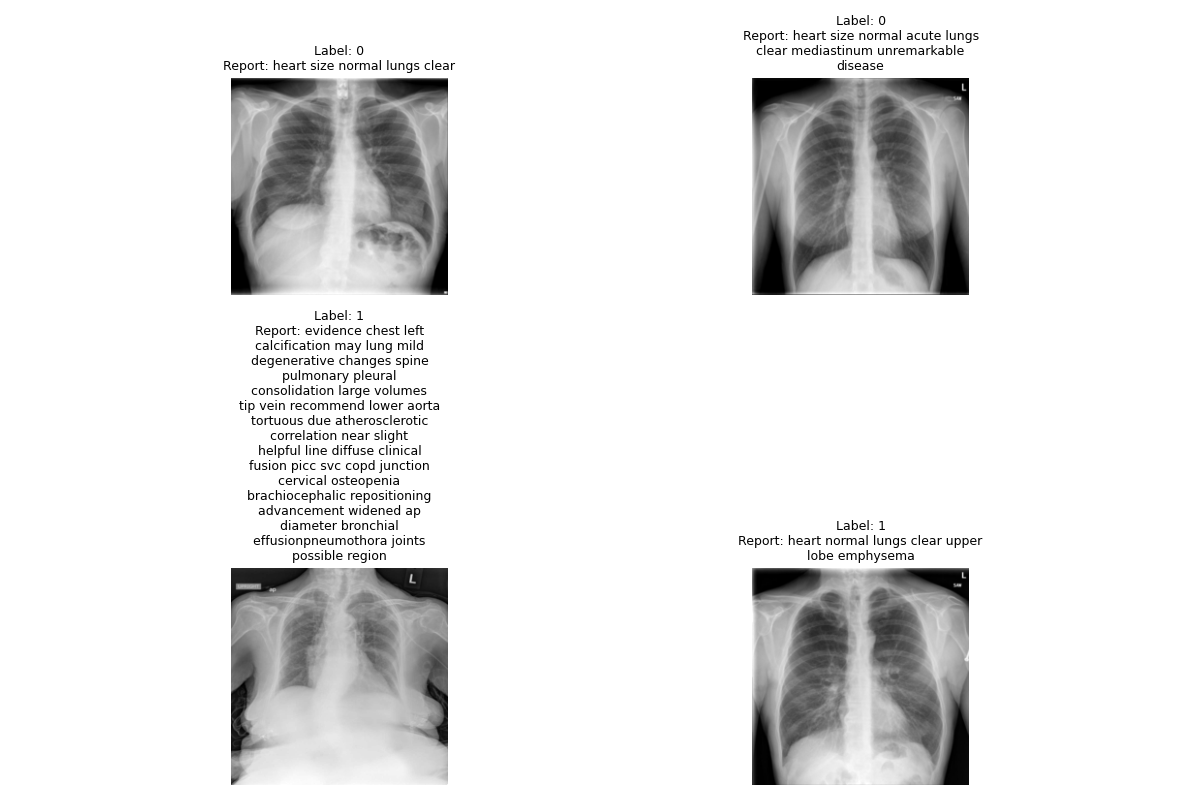 Label: 0
Report: heart size normal lungs clear
Label: 0
Report: heart size normal acute lungs
clear mediastinum unremarkable
disease
L
Label: 1
Report: evidence chest left
calcification may lung mild
degenerative changes spine
pulmonary pleural
consolidation large volumes
tip vein recommend lower aorta
tortuous due atherosclerotic
correlation near slight
helpful line diffuse clinical
fusion picc svc copd junction
cervical osteopenia
brachiocephalic repositioning
advancement widened ap
diameter bronchial
effusionpneumothora joints
possible region
L
Label: 1
Report: heart normal lungs clear upper
lobe emphysema
L